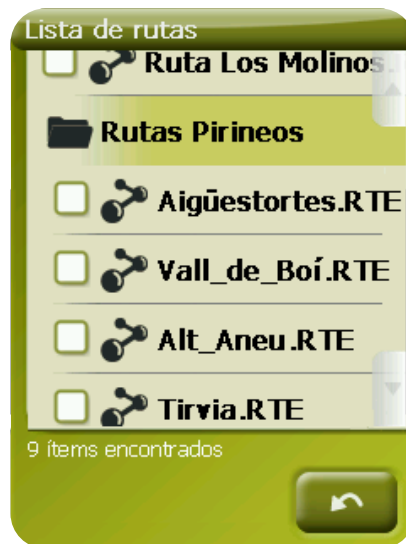 Lista de rutas
Ruta Los Molinos.
Rutas Pirineos
Aigüestortes.RTE
Vall_de_Boí.RTE
Alt_Aneu.RTE
Tirvia.RTE
9 ítems encontrados